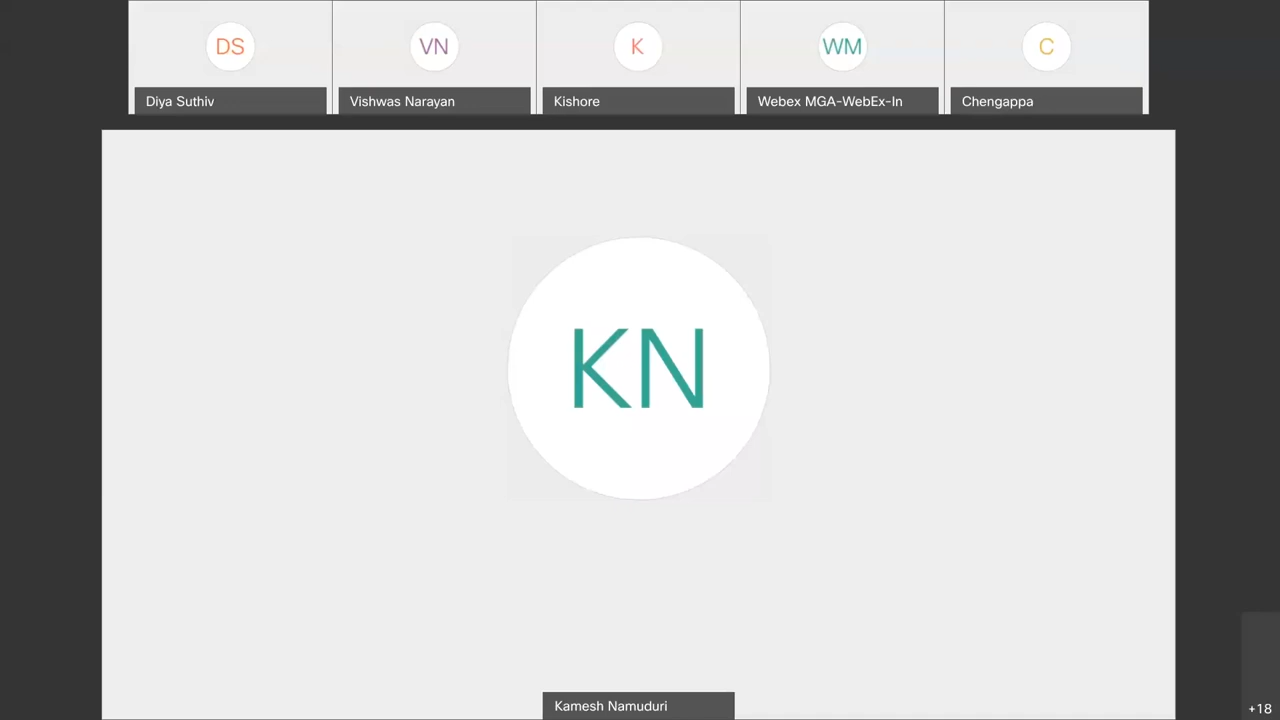 DS
VN
K
WM
C
Diya Suthiv
Vishwas Narayan
Kishore
Webex MGA-WebEx-In
Chengappa
KN
Kamesh Namuduri
+18